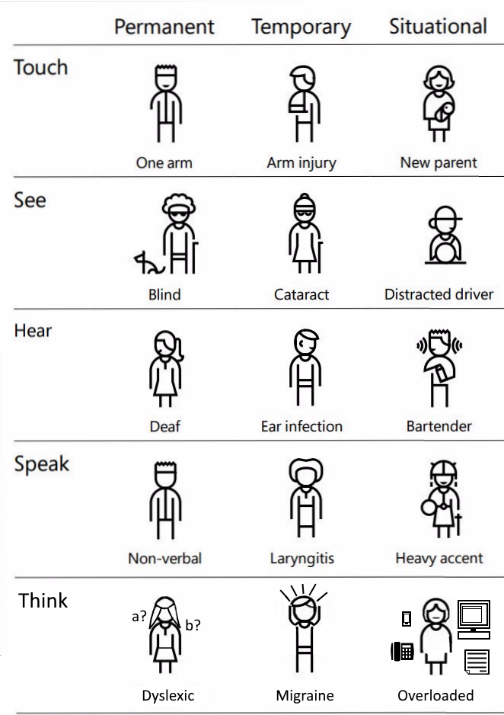 Permanent Temporary Situational
Touch
One arm Arm injury New parent
See
Blind Cataract Distracted driver
Hear
Deaf Ear infection Bartender
Speak
Non-verbal Laryngitis Heavy accent
Think
a? b?
Dyslexic Migraine Overloaded